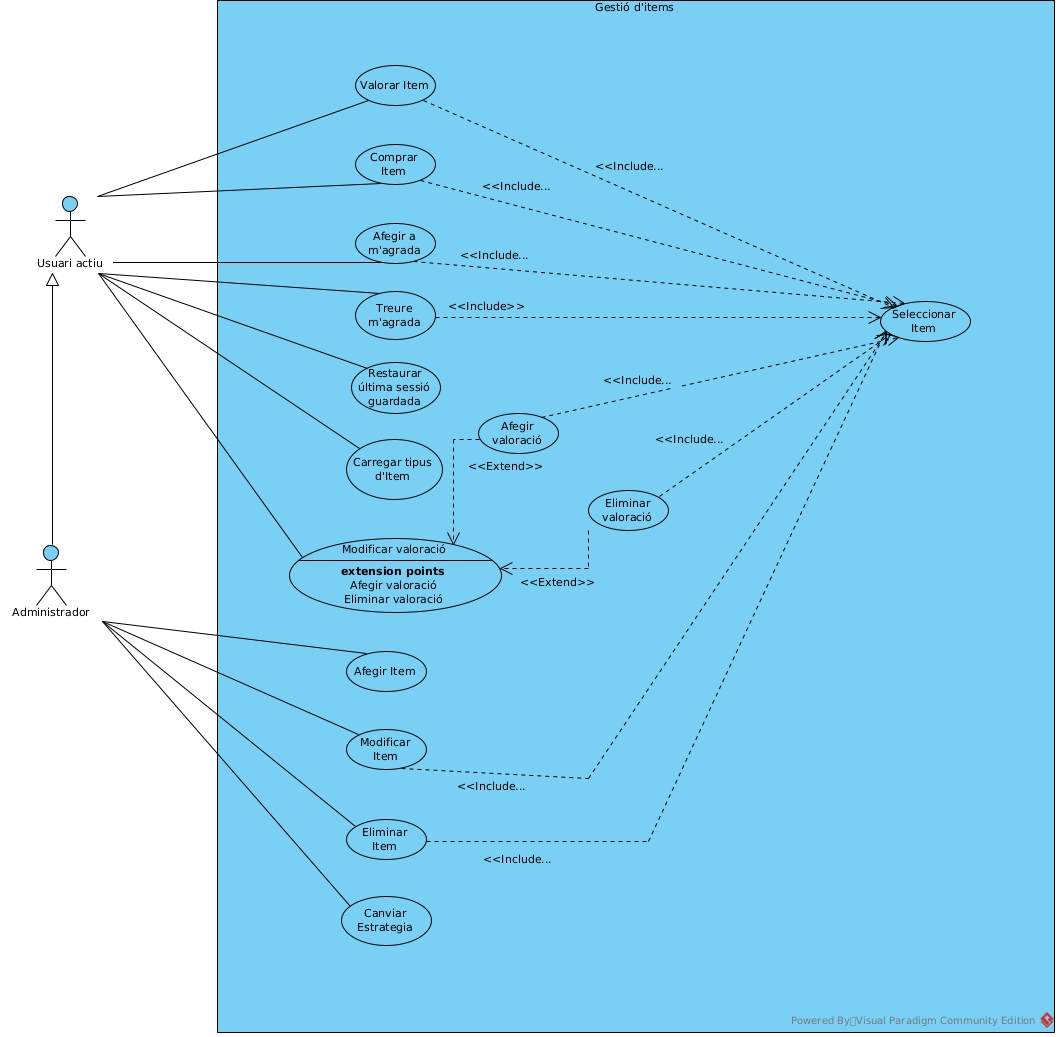 Gestió d'items
Valorar Item
<<Include...
Comprar
Item
<<Include...
Afegir a
m'agrada
<<Include...
Usuari actiu
Treure
m'agrada
<<Include>>
Seleccionar
Item
Restaurar
última sessió
guardada
<<Include...
Afegir
valoració
<<Include...
Carregar tipus
d'Item
<<Extend>>
Eliminar
valoració
Modificar valoració
extension points
Afegir valoració
Eliminar valoració
<<Extend>>
Administrador
Afegir Item
Modificar
Item
<<Include...
Eliminar
Item
<<Include...
Canviar
Estrategia
Powered By Visual Paradigm Community Edition